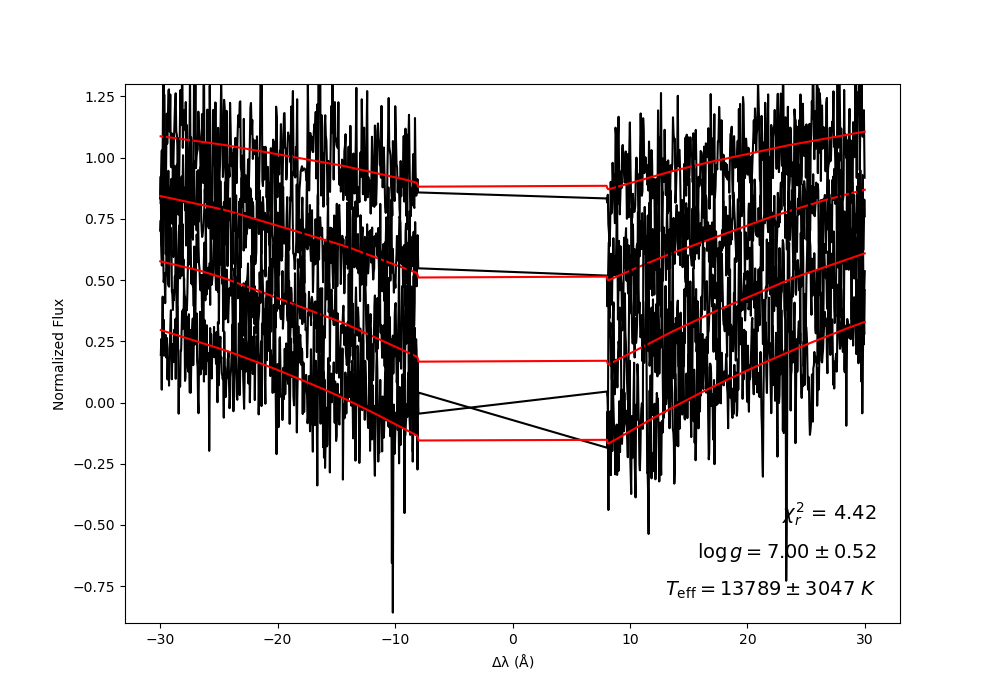 1.25
1.00
0.75
0.50
0.25
0.00
−0.25
−0.50
−0.75
Normalized Flux
χ²ᵣ = 4.42
log g = 7.00 ± 0.52
T_eff = 13789 ± 3047 K
−30 −20 −10 0 10 20 30
Δλ (Å)